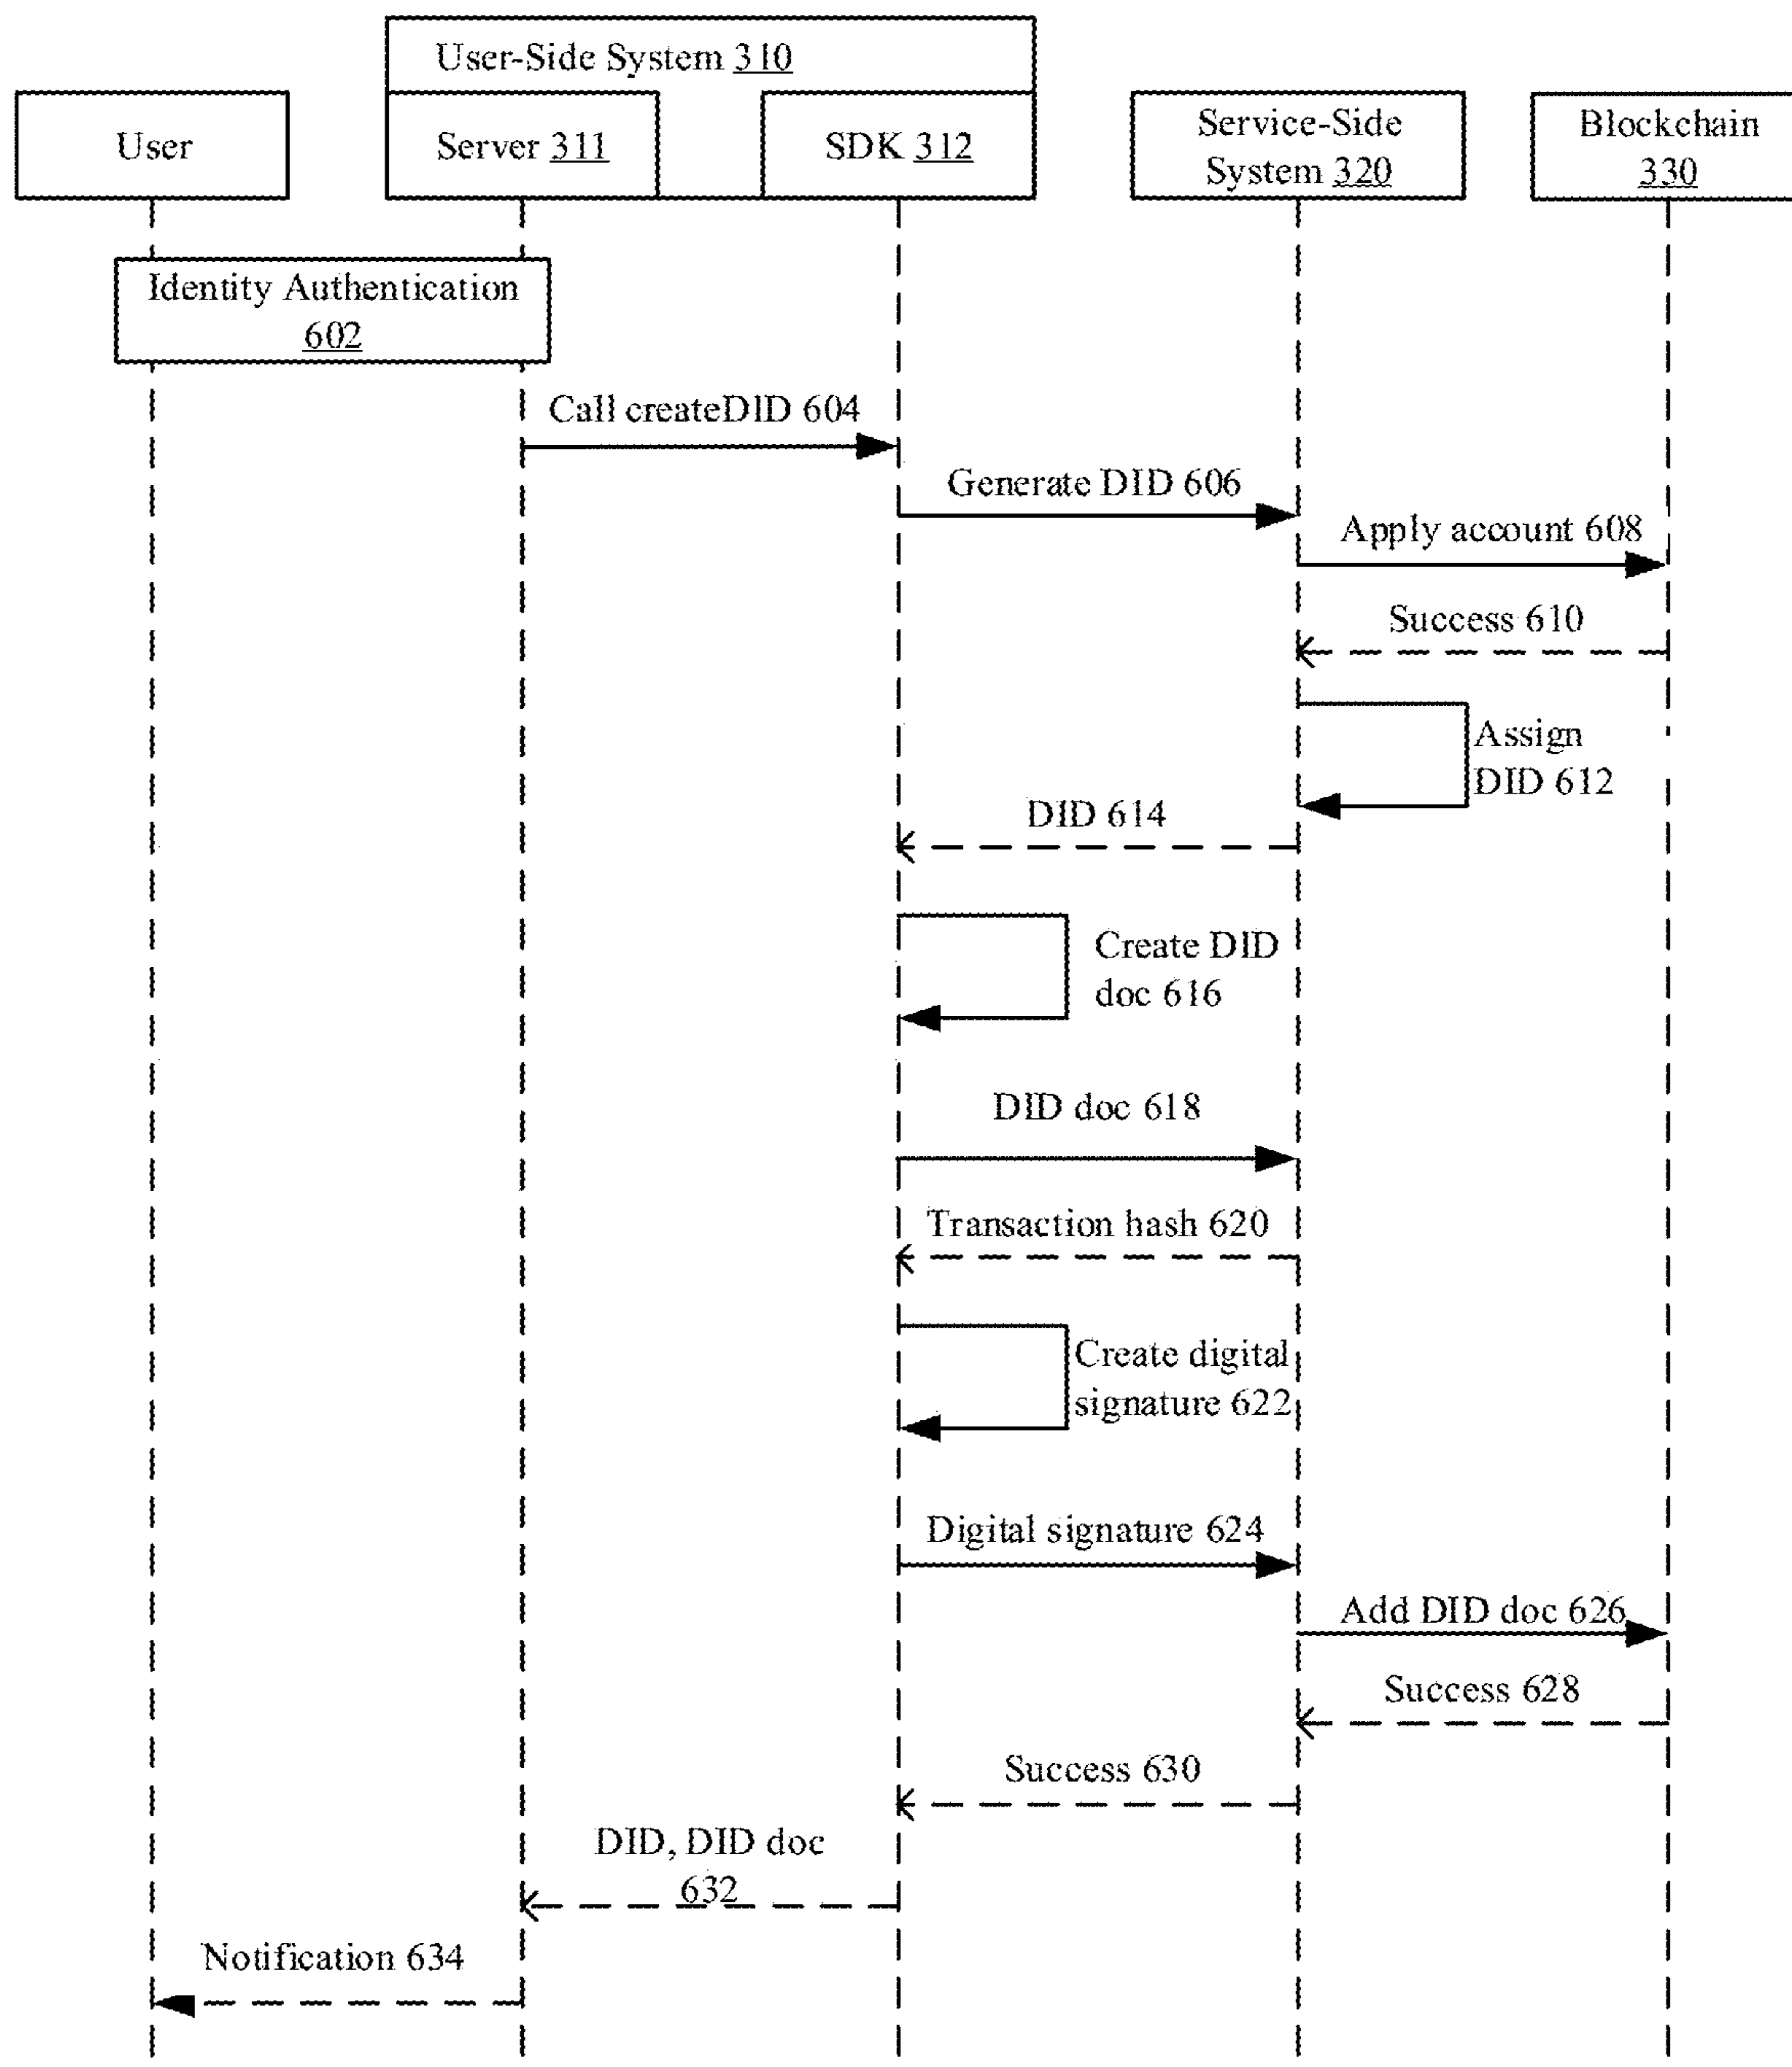 User-Side System 310
User
Server 311
SDK 312
Service-Side
System 320
Blockchain
330
Identity Authentication
602
Call createDID 604
Generate DID 606
Apply account 608
Success 610
Assign
DID 612
DID 614
Create DID
doc 616
DID doc 618
Transaction hash 620
Create digital
signature 622
Digital signature 624
Add DID doc 626
Success 628
Success 630
DID, DID doc
632
Notification 634